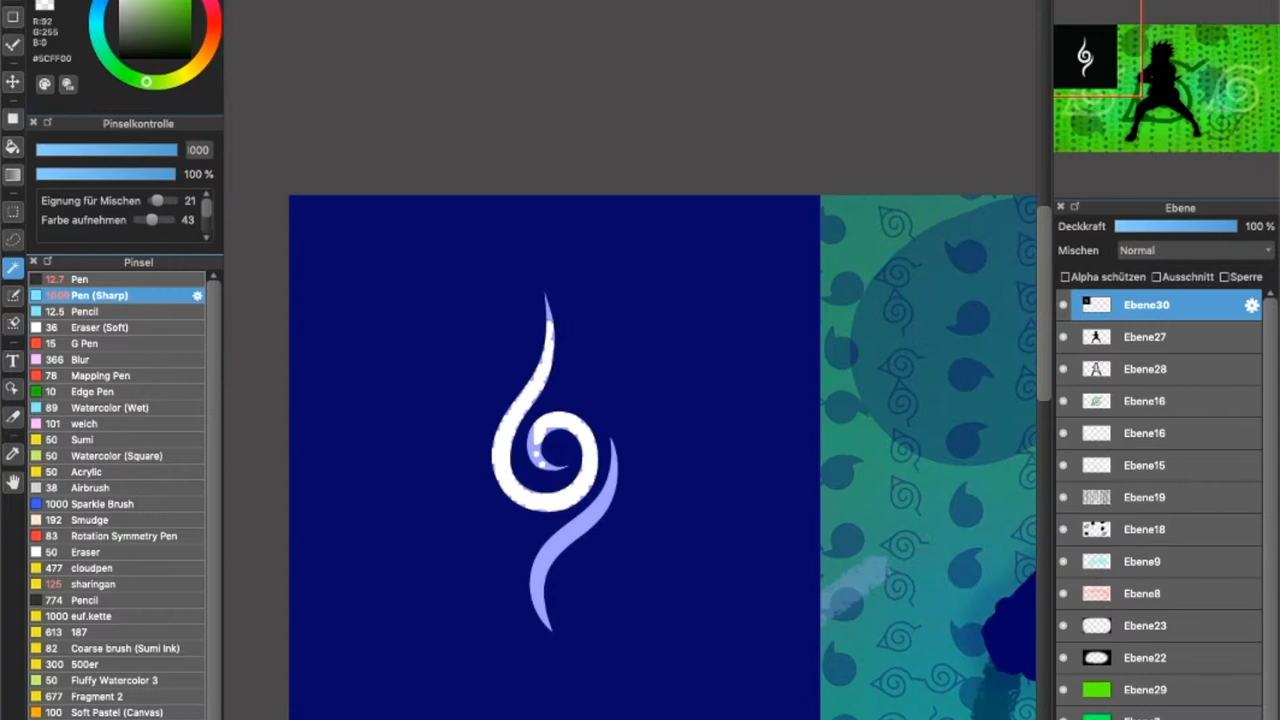 R:92
G:255
B:0
#5CFF00
Pinselkontrolle
000
100 %
Eignung für Mischen 21
Farbe aufnehmen 43
Pinsel
12.7 Pen
1000 Pen (Sharp)
12.5 Pencil
36 Eraser (Soft)
15 G Pen
366 Blur
78 Mapping Pen
10 Edge Pen
89 Watercolor (Wet)
101 weich
50 Sumi
50 Watercolor (Square)
50 Acrylic
38 Airbrush
1000 Sparkle Brush
192 Smudge
83 Rotation Symmetry Pen
50 Eraser
477 cloudpen
125 sharingan
774 Pencil
1000 euf.kette
613 187
82 Coarse brush (Sumi Ink)
300 500er
50 Fluffy Watercolor 3
677 Fragment 2
100 Soft Pastel (Canvas)
T
Ebene
Deckkraft 100 %
Mischen Normal
Alpha schützen Ausschnitt Sperre
Ebene30
Ebene27
Ebene28
Ebene16
Ebene16
Ebene15
Ebene19
Ebene18
Ebene9
Ebene8
Ebene23
Ebene22
Ebene29